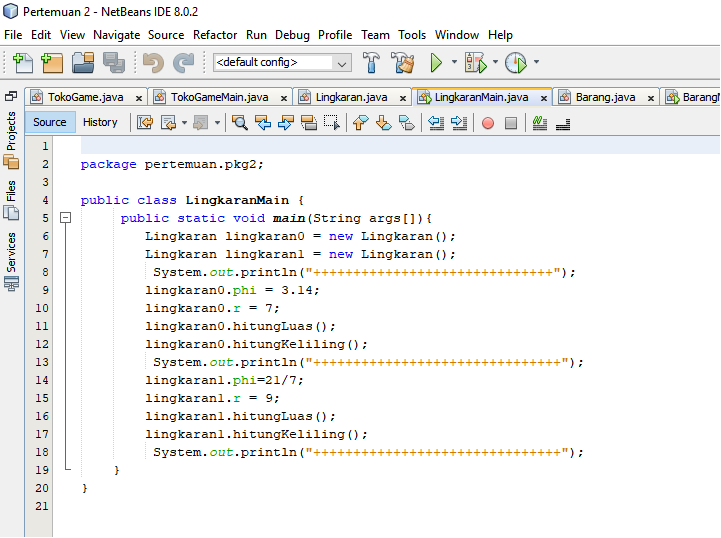 Pertemuan 2 - NetBeans IDE 8.0.2
File Edit View Navigate Source Refactor Run Debug Profile Team Tools Window Help
<default config>
TokoGame.java x TokoGameMain.java x Lingkaran.java x LingkaranMain.java x Barang.java x BarangM
Source History
Projects
Files
Services
1
2 package pertemuan.pkg2;
3
4 public class LingkaranMain {
5 public static void main(String args[]){
6 Lingkaran lingkaran0 = new Lingkaran();
7 Lingkaran lingkaran1 = new Lingkaran();
8 System.out.println("++++++++++++++++++++++++++++++");
9 lingkaran0.phi = 3.14;
10 lingkaran0.r = 7;
11 lingkaran0.hitungLuas();
12 lingkaran0.hitungKeliling();
13 System.out.println("+++++++++++++++++++++++++++++++");
14 lingkaran1.phi=21/7;
15 lingkaran1.r = 9;
16 lingkaran1.hitungLuas();
17 lingkaran1.hitungKeliling();
18 System.out.println("+++++++++++++++++++++++++++++++");
19 }
20 }
21